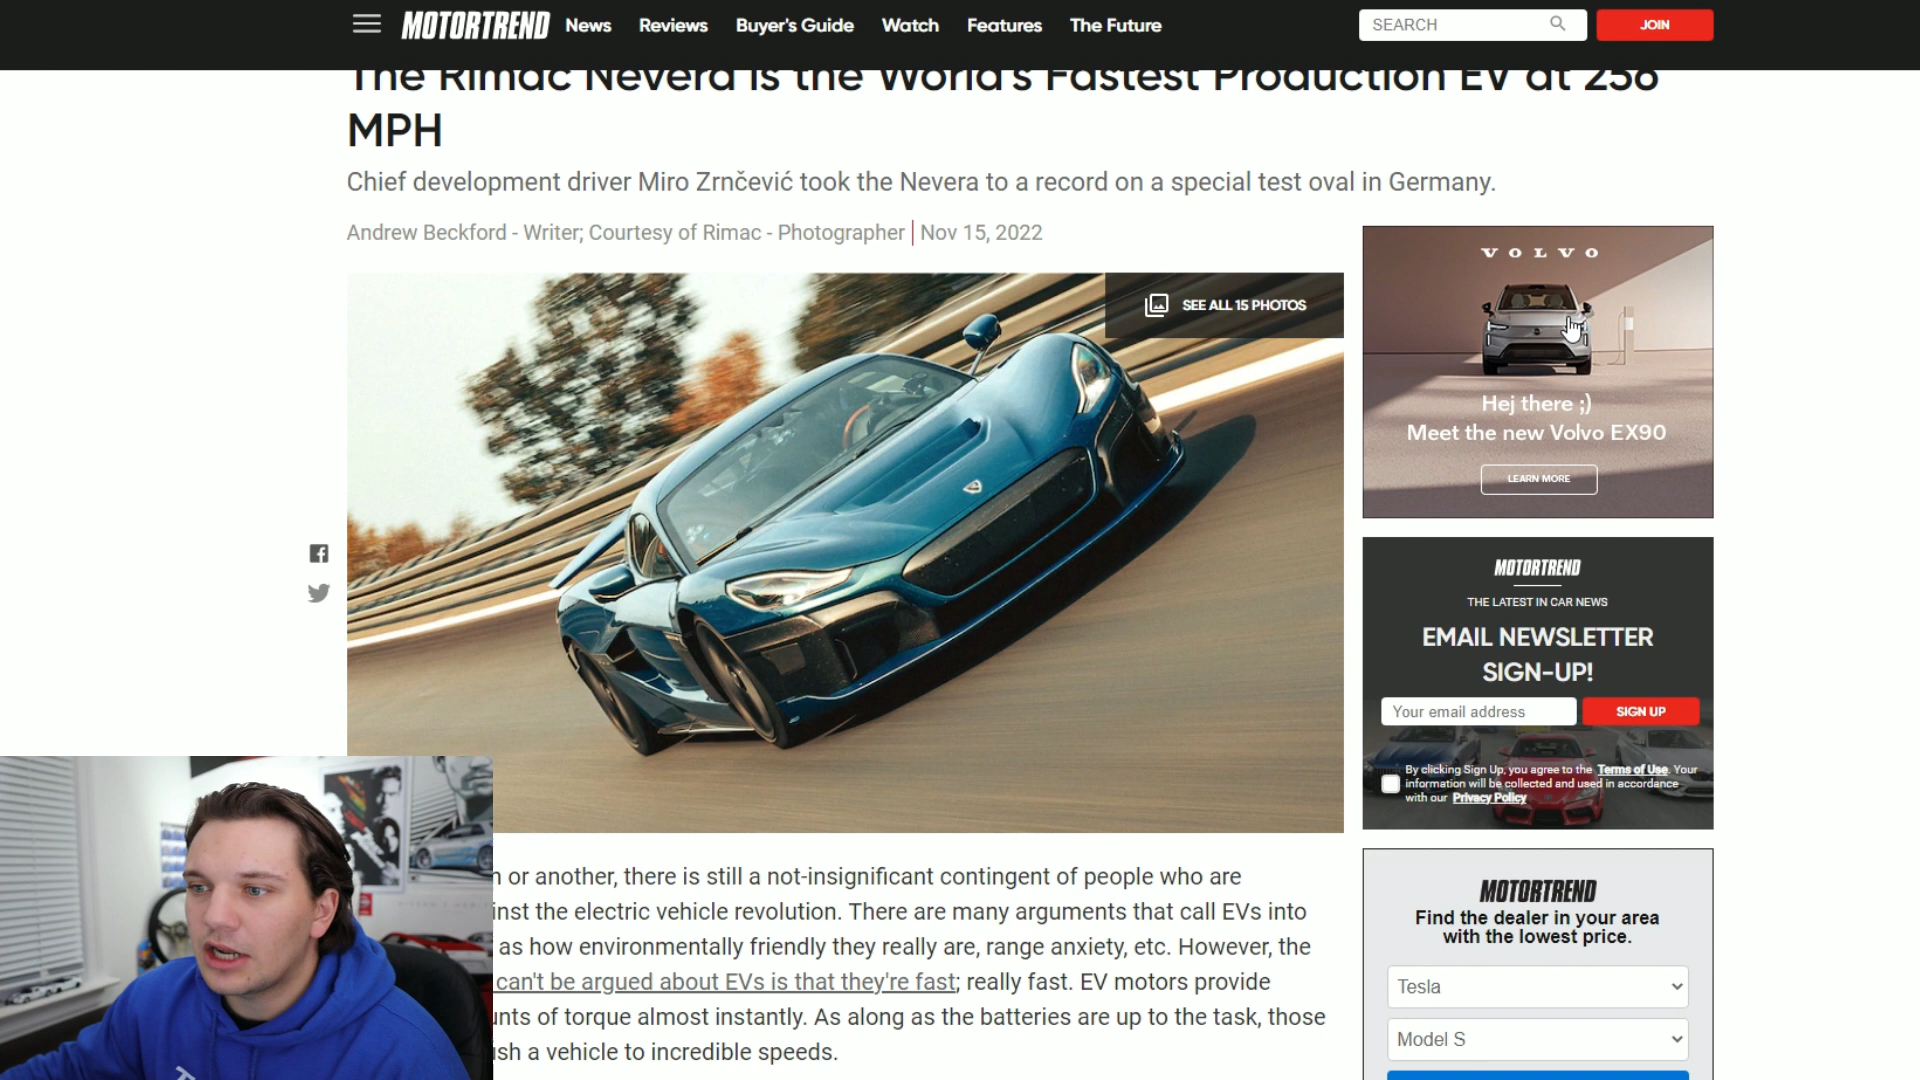 MOTORTREND News Reviews Buyer's Guide Watch Features The Future SEARCH JOIN
The Rimac Nevera Is the World's Fastest Production EV at 256
MPH
Chief development driver Miro Zrnčević took the Nevera to a record on a special test oval in Germany.
Andrew Beckford - Writer; Courtesy of Rimac - Photographer | Nov 15, 2022
SEE ALL 15 PHOTOS
VOLVO
Hej there ;)
Meet the new Volvo EX90
LEARN MORE
MOTORTREND
THE LATEST IN CAR NEWS
EMAIL NEWSLETTER
SIGN-UP!
Your email address SIGN UP
By clicking Sign Up, you agree to the Terms of Use. Your
information will be collected and used in accordance
with our Privacy Policy
MOTORTREND
Find the dealer in your area
with the lowest price.
Tesla
Model S
or another, there is still a not-insignificant contingent of people who are
inst the electric vehicle revolution. There are many arguments that call EVs into
as how environmentally friendly they really are, range anxiety, etc. However, the
can't be argued about EVs is that they're fast; really fast. EV motors provide
nts of torque almost instantly. As along as the batteries are up to the task, those
sh a vehicle to incredible speeds.